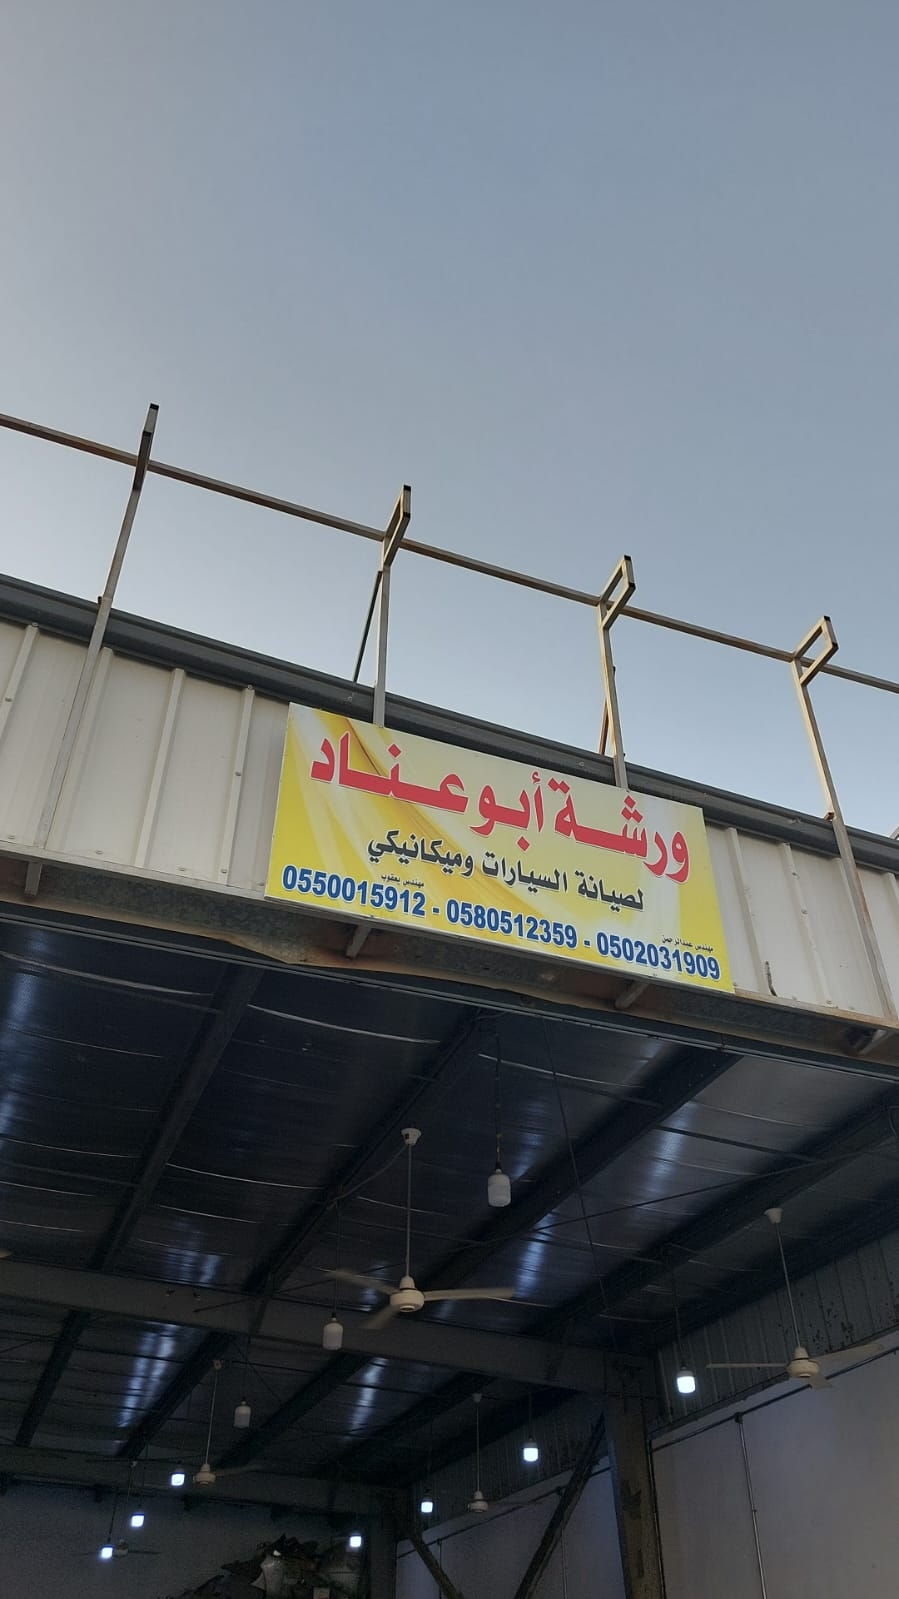 ورشة أبو عناد
لصيانة السيارات وميكانيكي
مهندس عبدالرحمن
مهندس يعقوب
0550015912 - 0580512359 - 0502031909